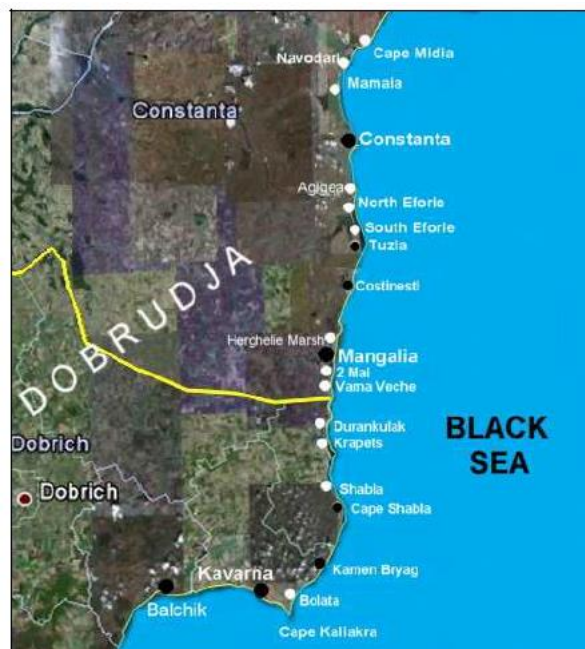 Cape Midia
Navodari
Mamaia
Constanta
Constanta
Agigea
North Eforie
South Eforie
Tuzla
Costinesti
DOBRUDJA
Herghelie Marsh
Mangalia
2 Mai
Vama Veche
Durankulak
BLACK
SEA
Krapets
Dobrich
Dobrich
Shabla
Cape Shabla
Kamen Bryag
Kavarna
Bolata
Balchik
Cape Kaliakra